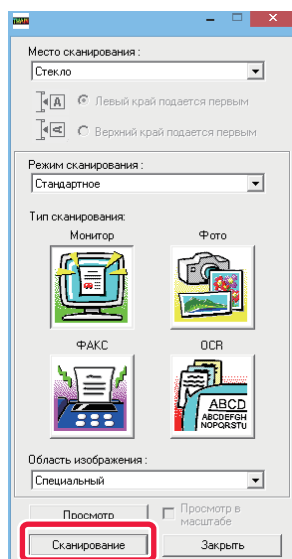 TWAIN
Место сканирования :
Стекло
A Левый край подается первым
A Верхний край подается первым
Режим сканирования :
Стандартное
Тип сканирования:
Монитор Фото
ФАКС OCR
ABCD
ABCDEFGH
NOPQRSTU
Область изображения :
Специальный
Просмотр Просмотр в
масштабе
Сканирование Закрыть